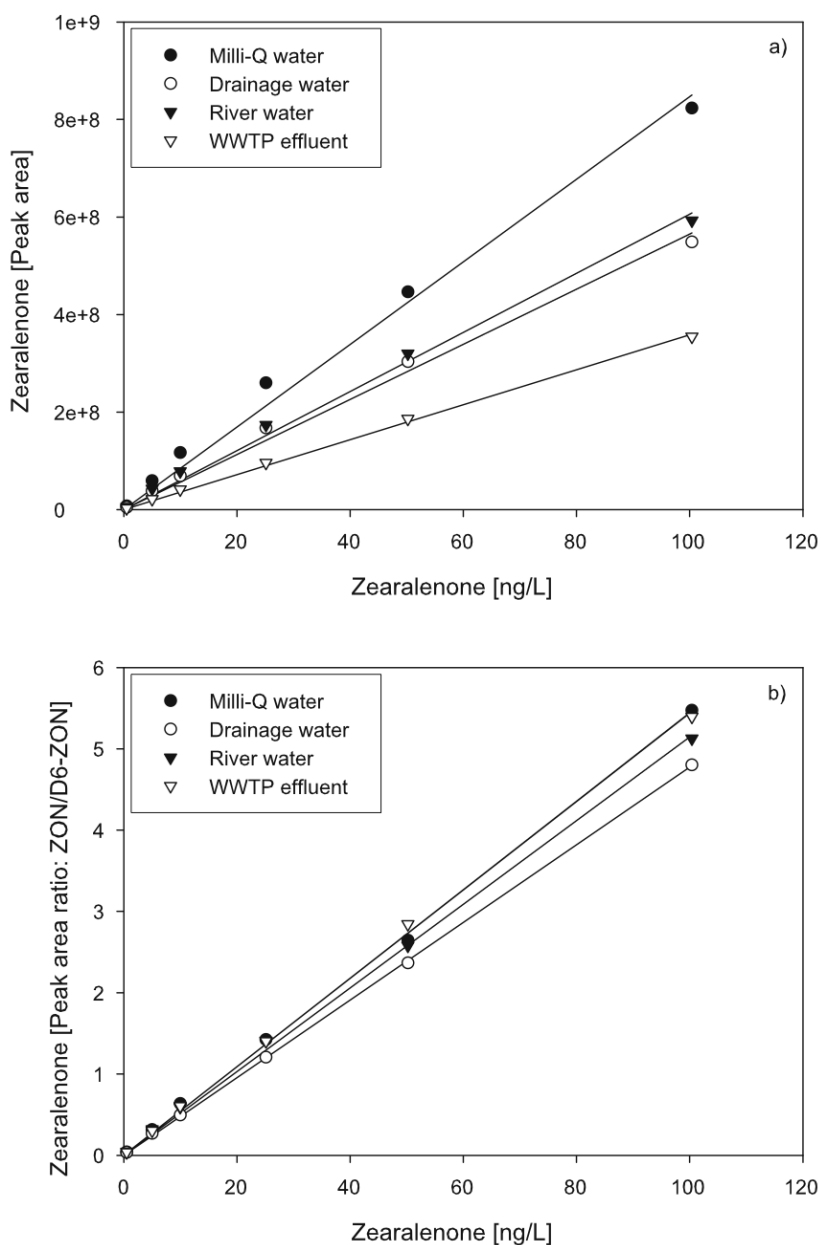 1e+9
a)
Milli-Q water
Drainage water
River water
WWTP effluent
8e+8
6e+8
4e+8
2e+8
0
Zearalenone [Peak area]
0 20 40 60 80 100 120
Zearalenone [ng/L]
6
b)
Milli-Q water
Drainage water
River water
WWTP effluent
5
4
3
2
1
0
Zearalenone [Peak area ratio: ZON/D6-ZON]
0 20 40 60 80 100 120
Zearalenone [ng/L]